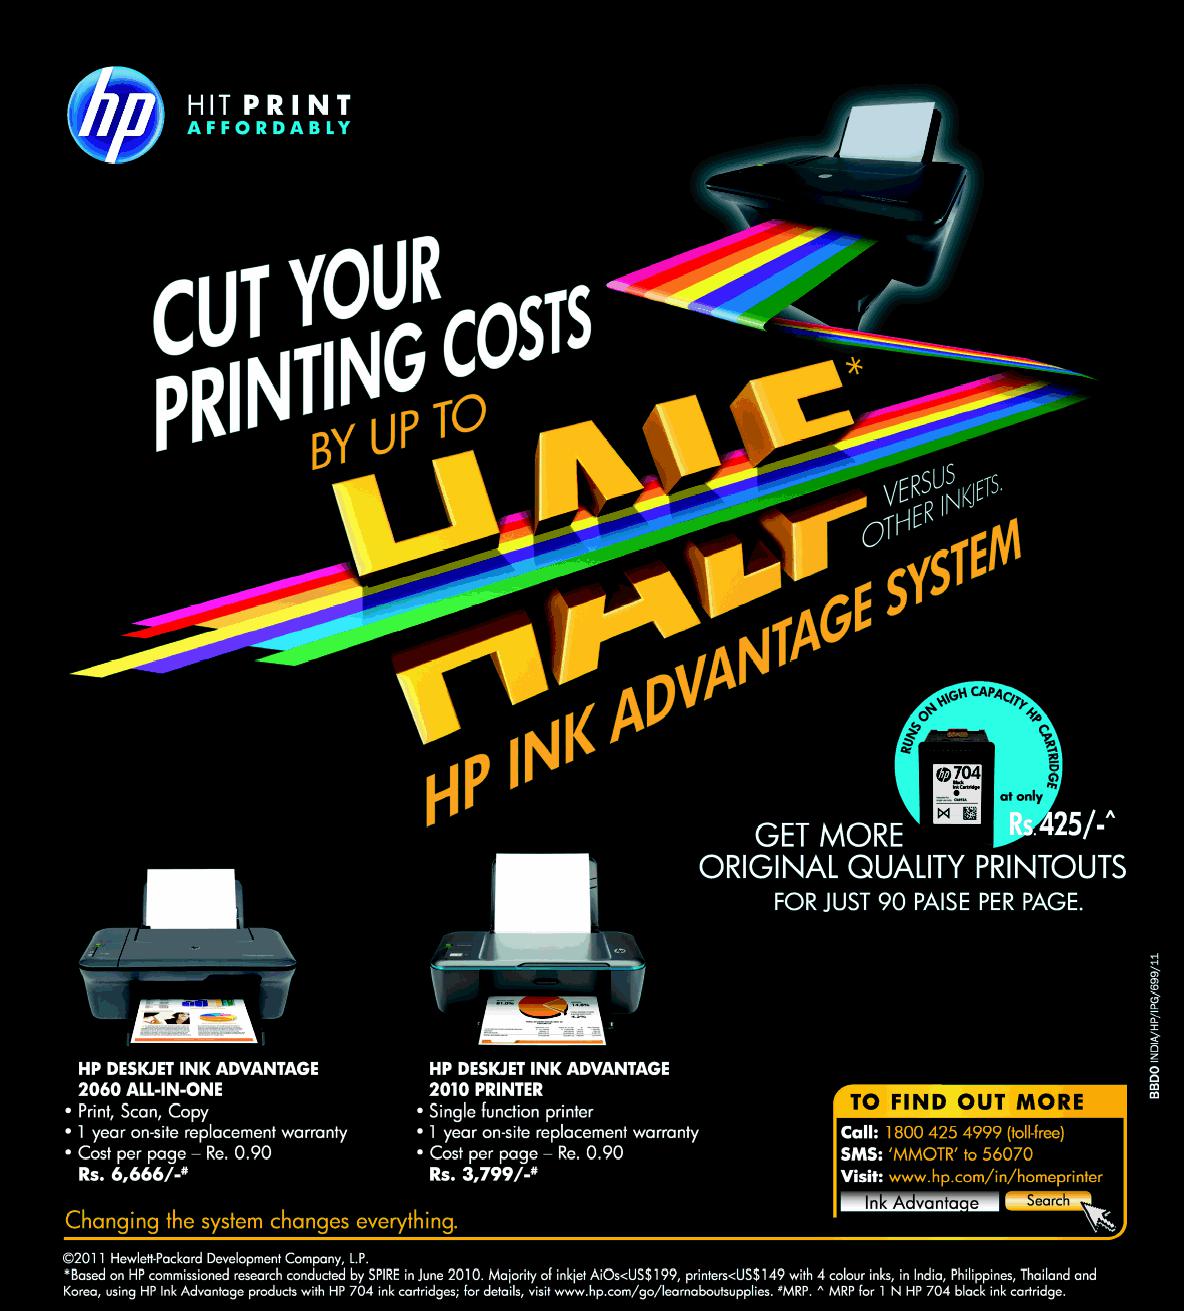 hp
HIT PRINT
AFFORDABLY
CUT YOUR
PRINTING COSTS
BY UP TO
HALF*
VERSUS
OTHER INKJETS.
HP INK ADVANTAGE SYSTEM
RUNS ON HIGH CAPACITY HP CARTRIDGE
hp 704
Black
Ink Cartridge
at only
Rs.425/-^
GET MORE
ORIGINAL QUALITY PRINTOUTS
FOR JUST 90 PAISE PER PAGE.
HP DESKJET INK ADVANTAGE
2060 ALL-IN-ONE
• Print, Scan, Copy
• 1 year on-site replacement warranty
• Cost per page – Re. 0.90
Rs. 6,666/-#
HP DESKJET INK ADVANTAGE
2010 PRINTER
• Single function printer
• 1 year on-site replacement warranty
• Cost per page – Re. 0.90
Rs. 3,799/-#
BBDO INDIA/HP/IPG/699/11
TO FIND OUT MORE
Call: 1800 425 4999 (toll-free)
SMS: ‘MMOTR’ to 56070
Visit: www.hp.com/in/homeprinter
Ink Advantage Search
Changing the system changes everything.
©2011 Hewlett-Packard Development Company, L.P.
*Based on HP commissioned research conducted by SPIRE in June 2010. Majority of inkjet AiOs<US$199, printers<US$149 with 4 colour inks, in India, Philippines, Thailand and
Korea, using HP Ink Advantage products with HP 704 ink cartridges; for details, visit www.hp.com/go/learnaboutsupplies. #MRP. ^ MRP for 1 N HP 704 black ink cartridge.